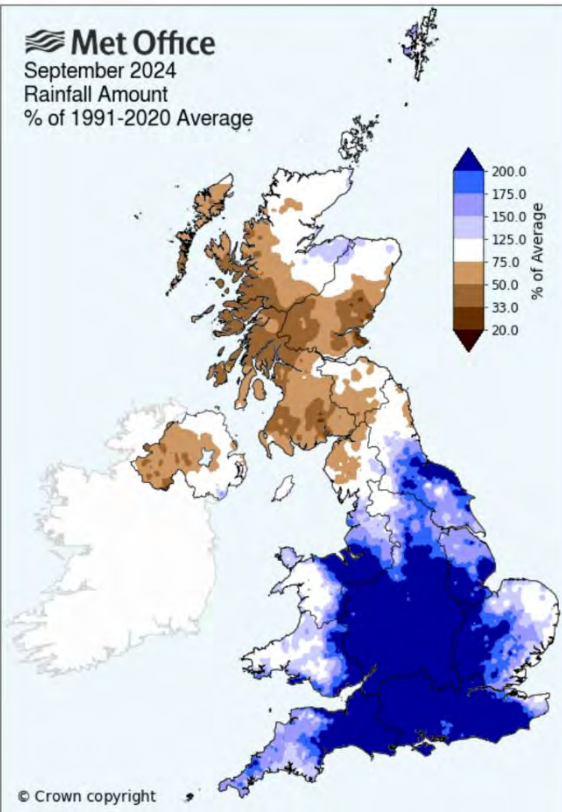 Met Office
September 2024
Rainfall Amount
% of 1991-2020 Average
200.0
175.0
150.0
125.0
75.0
50.0
33.0
20.0
% of Average
© Crown copyright